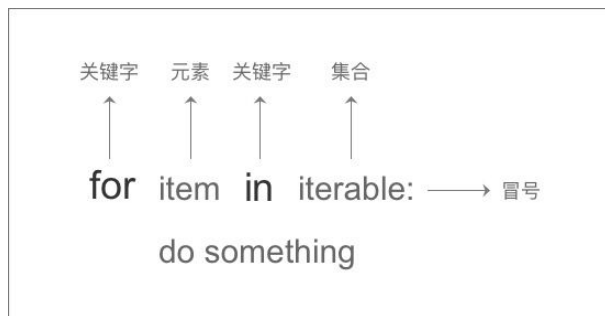 关键字 元素 关键字 集合
for item in iterable: 冒号
do something